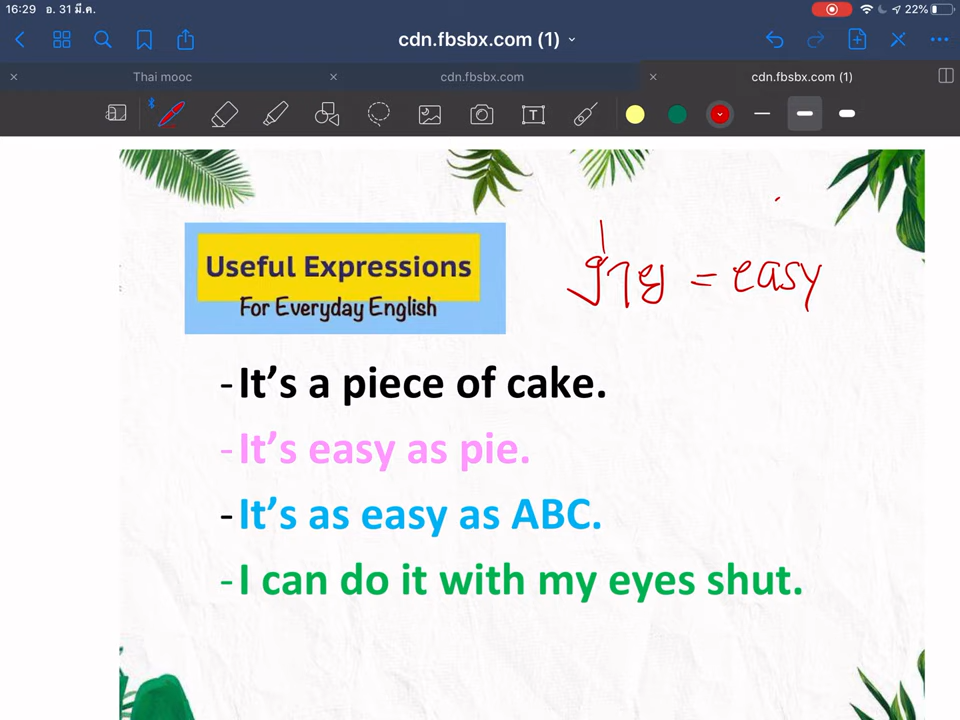 16:29 อ. 31 มี.ค. 22%
cdn.fbsbx.com (1)
Thai mooc
cdn.fbsbx.com
cdn.fbsbx.com (1)
T
Useful Expressions
For Everyday English
ง่าย = easy
-It's a piece of cake.
-It's easy as pie.
-It's as easy as ABC.
-I can do it with my eyes shut.